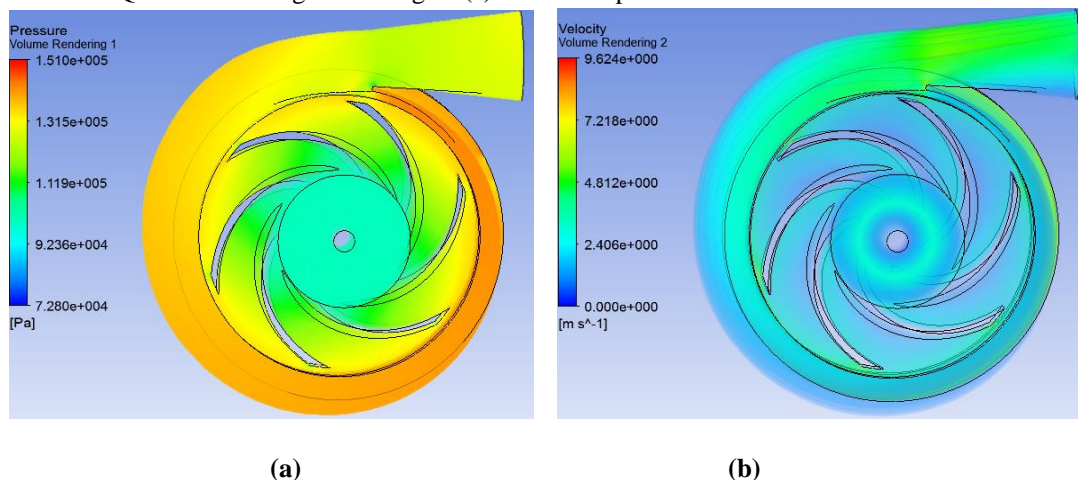 Pressure
Volume Rendering 1
1.510e+005
1.315e+005
1.119e+005
9.236e+004
7.280e+004
[Pa]
(a)
Velocity
Volume Rendering 2
9.624e+000
7.218e+000
4.812e+000
2.406e+000
0.000e+000
[m s^-1]
(b)